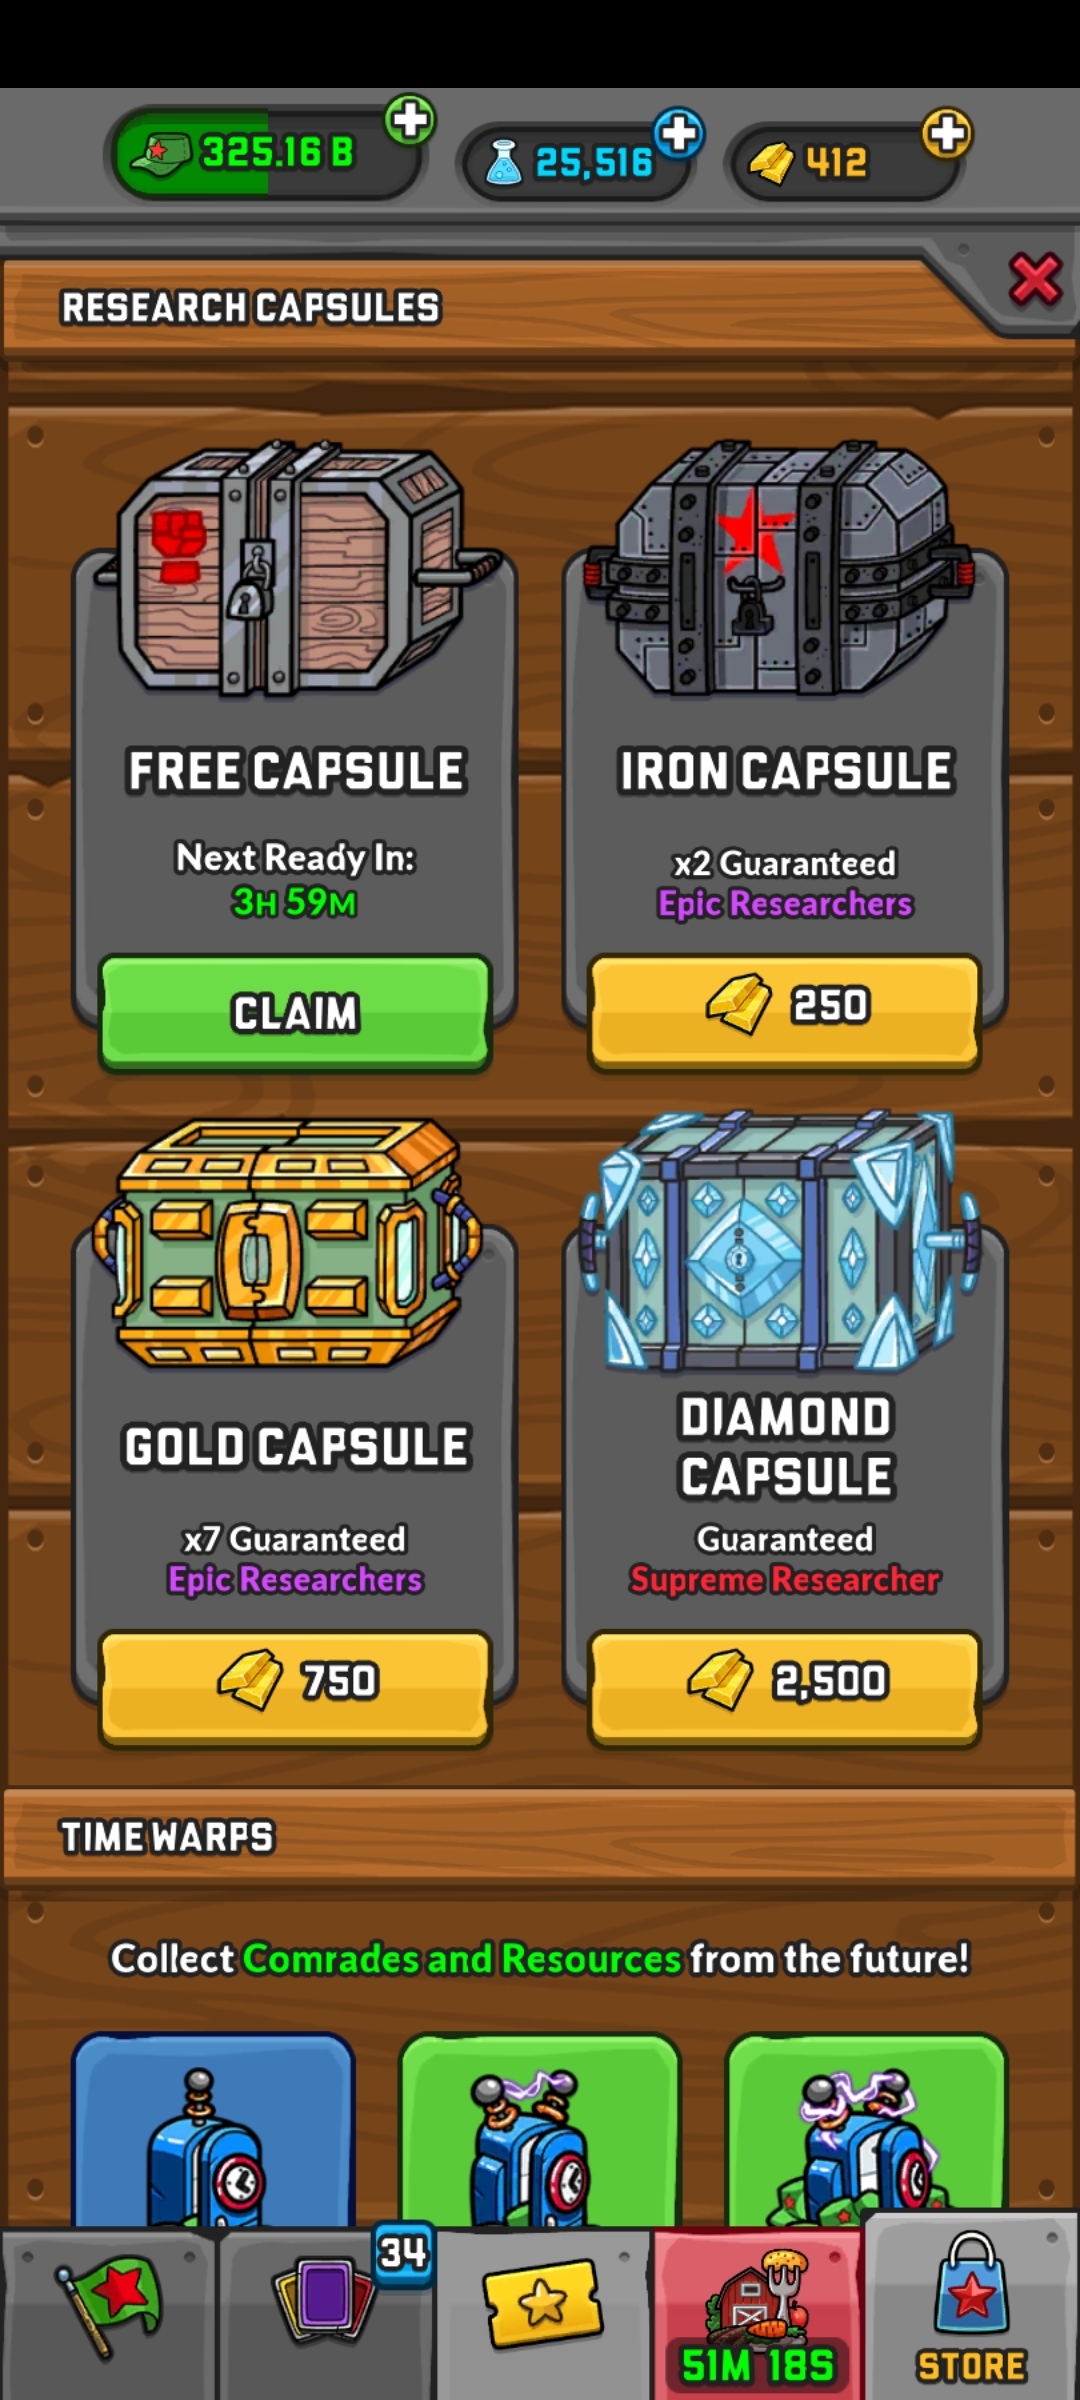 325.16 B
25,516
412
RESEARCH CAPSULES
FREE CAPSULE
Next Ready In:
3H 59M
CLAIM
IRON CAPSULE
x2 Guaranteed
Epic Researchers
250
GOLD CAPSULE
x7 Guaranteed
Epic Researchers
750
DIAMOND
CAPSULE
Guaranteed
Supreme Researcher
2,500
TIME WARPS
Collect Comrades and Resources from the future!
34
51M 18S
STORE